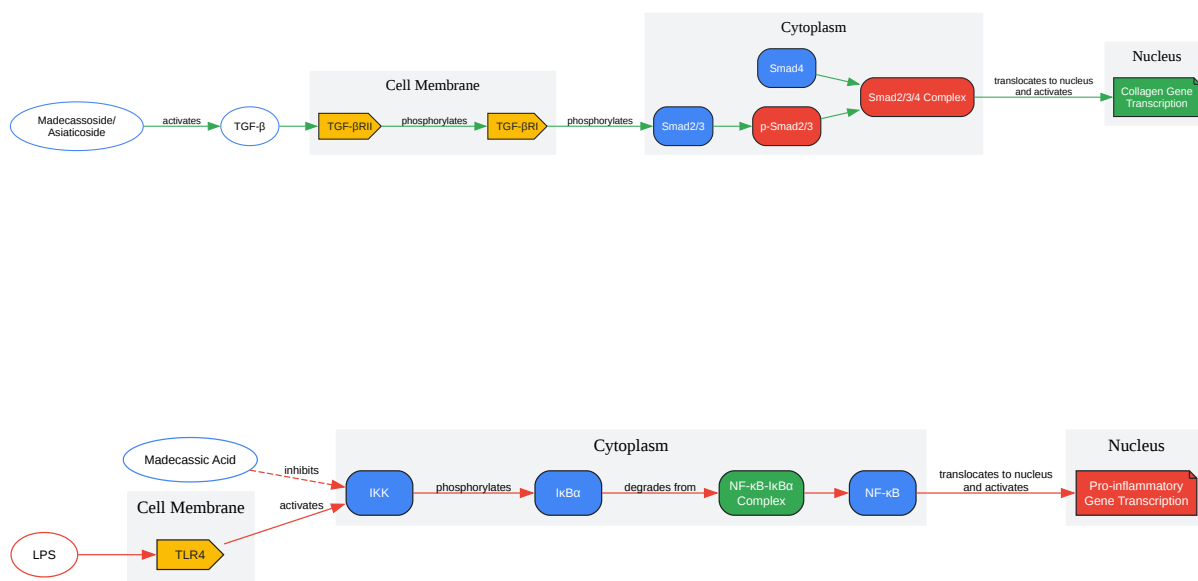 Cytoplasm
Smad4
Nucleus
Cell Membrane
translocates to nucleus
and activates
Smad2/3/4 Complex
Collagen Gene
Transcription
Madecassoside/
Asiaticoside
activates
TGF-β
TGF-βRII
phosphorylates
TGF-βRI
phosphorylates
Smad2/3
p-Smad2/3
Cytoplasm
Nucleus
Madecassic Acid
inhibits
translocates to nucleus
and activates
IKK
phosphorylates
IκBα
degrades from
NF-κB-IκBα
Complex
NF-κB
Pro-inflammatory
Gene Transcription
Cell Membrane
activates
LPS
TLR4